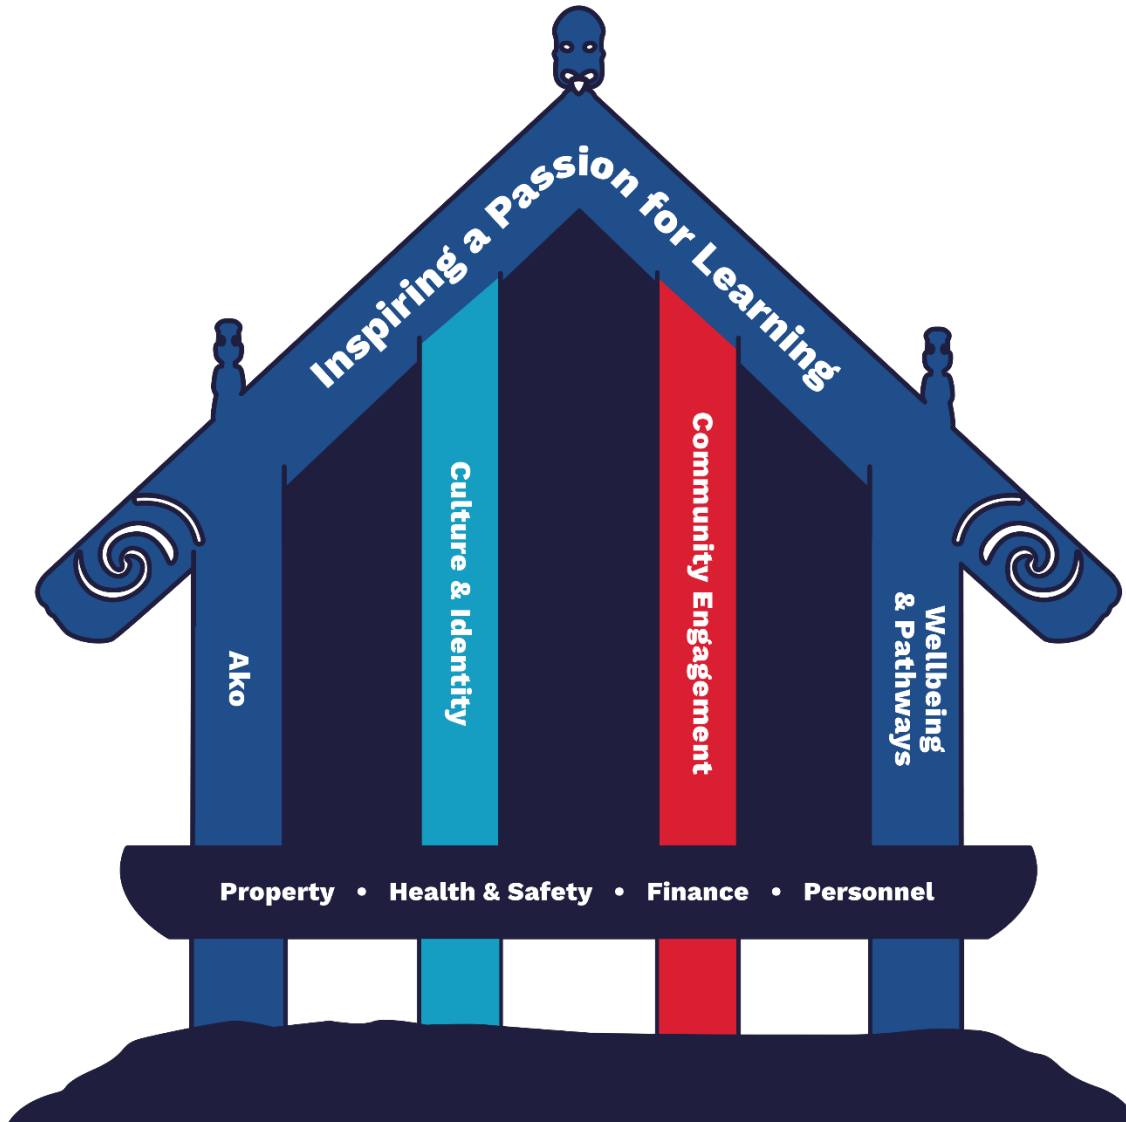 Inspiring a Passion for Learning
Ako
Culture & Identity
Community Engagement
Wellbeing
& Pathways
Property • Health & Safety • Finance • Personnel